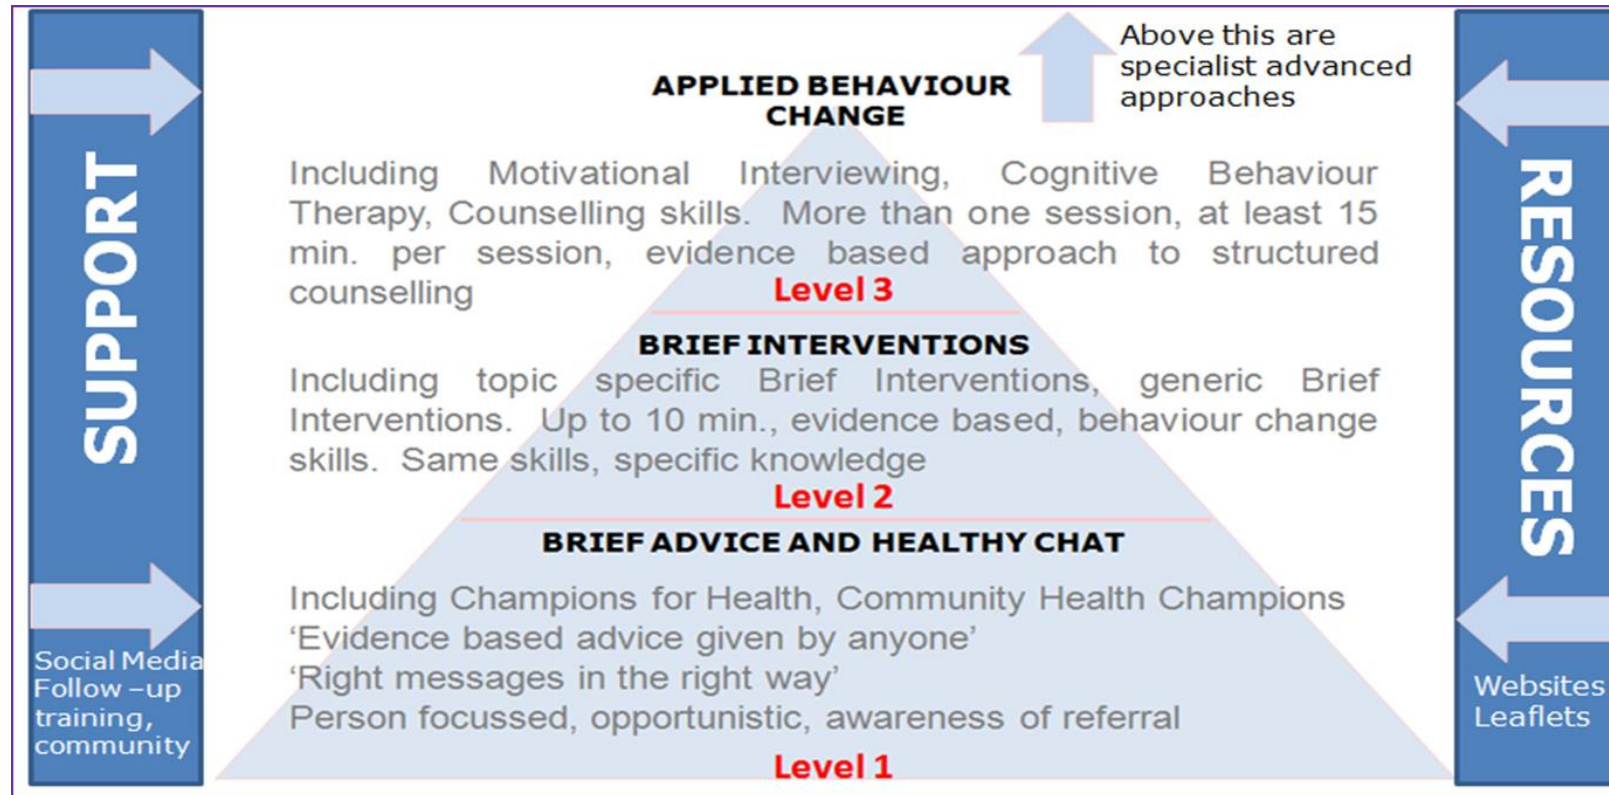 SUPPORT
Social Media
Follow –up
training,
community
Above this are
specialist advanced
approaches
APPLIED BEHAVIOUR
CHANGE
Including Motivational Interviewing, Cognitive Behaviour
Therapy, Counselling skills. More than one session, at least 15
min. per session, evidence based approach to structured
counselling
Level 3
BRIEF INTERVENTIONS
Including topic specific Brief Interventions, generic Brief
Interventions. Up to 10 min., evidence based, behaviour change
skills. Same skills, specific knowledge
Level 2
BRIEF ADVICE AND HEALTHY CHAT
Including Champions for Health, Community Health Champions
‘Evidence based advice given by anyone’
‘Right messages in the right way’
Person focussed, opportunistic, awareness of referral
Level 1
RESOURCES
Websites
Leaflets